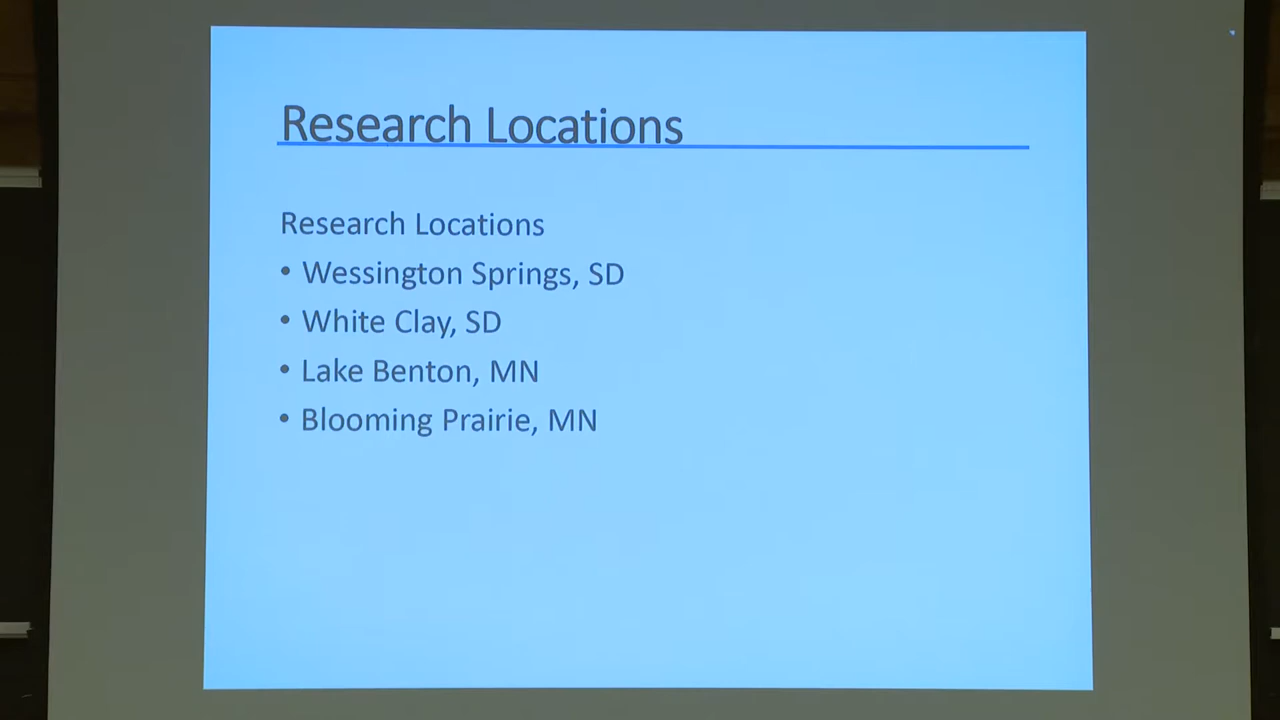 Research Locations
Research Locations
• Wessington Springs, SD
• White Clay, SD
• Lake Benton, MN
• Blooming Prairie, MN